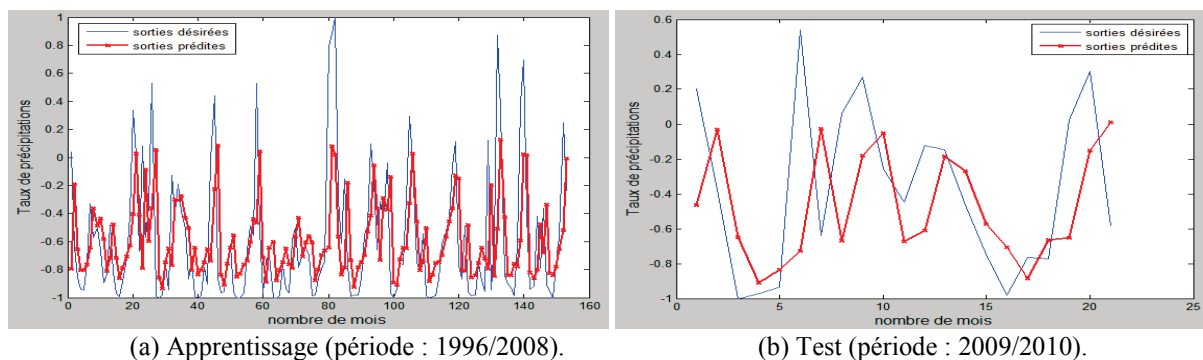 sorties désirées
sorties prédites
Taux de précipitations
1
0.8
0.6
0.4
0.2
0
-0.2
-0.4
-0.6
-0.8
-1
0 20 40 60 80 100 120 140 160
nombre de mois
(a) Apprentissage (période : 1996/2008).
sorties désirées
sorties prédites
Taux de précipitations
0.6
0.4
0.2
0
-0.2
-0.4
-0.6
-0.8
-1
0 5 10 15 20 25
nombre de mois
(b) Test (période : 2009/2010).